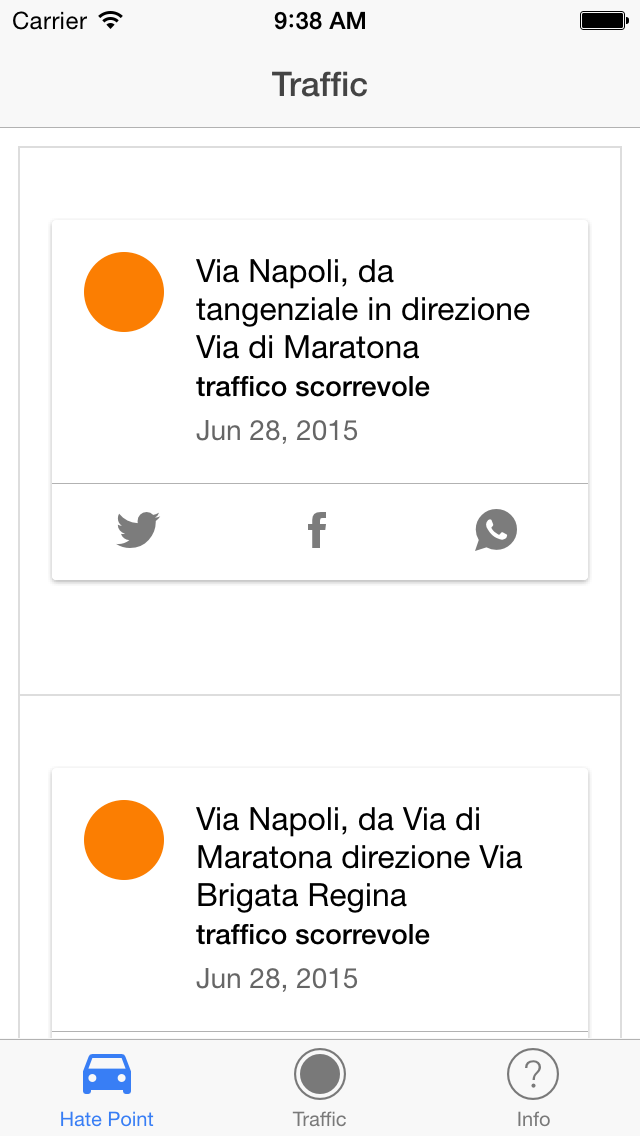 Carrier 9:38 AM
Traffic
Via Napoli, da
tangenziale in direzione
Via di Maratona
traffico scorrevole
Jun 28, 2015
Via Napoli, da Via di
Maratona direzione Via
Brigata Regina
traffico scorrevole
Jun 28, 2015
Hate Point Traffic Info